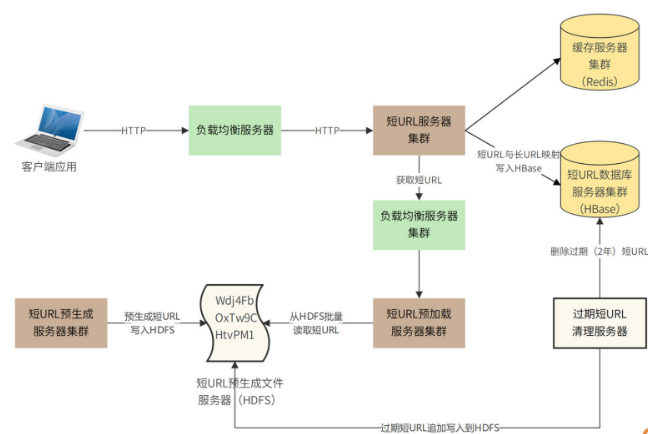 缓存服务器
集群
(Redis)
HTTP
负载均衡服务器
HTTP
短URL服务器
集群
客户端应用
短URL与长URL映射
写入HBase
短URL数据库
服务器集群
(HBase)
获取短URL
负载均衡服务器
集群
删除过期（2年）短URL
短URL预生成
服务器集群
预生成短URL
写入HDFS
Wdj4Fb
OxTw9C
HtvPM1
从HDFS批量
读取短URL
短URL预加载
服务器集群
过期短URL
清理服务器
短URL预生成文件
服务器（HDFS）
过期短URL追加写入到HDFS